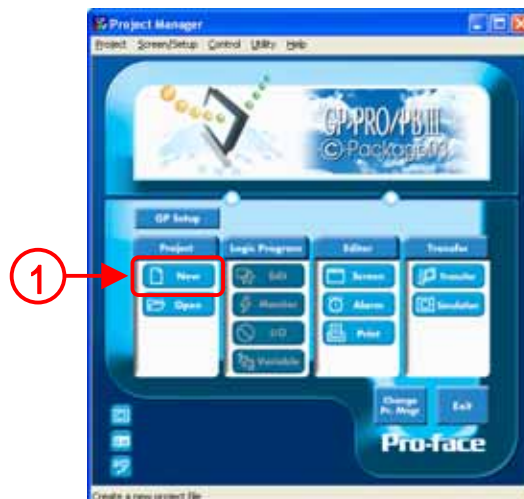 Project Manager
Project Screen/Setup Control Utility Help
GP-PRO/PBIII
C-Package03
GP Setup
Project Logic Program Editor Transfer
1
New Edit Screen Transfer
Open Monitor Alarm Simulation
I/O Print
Variable
Change Pr. Mngr Exit
Pro-face
Create a new project file